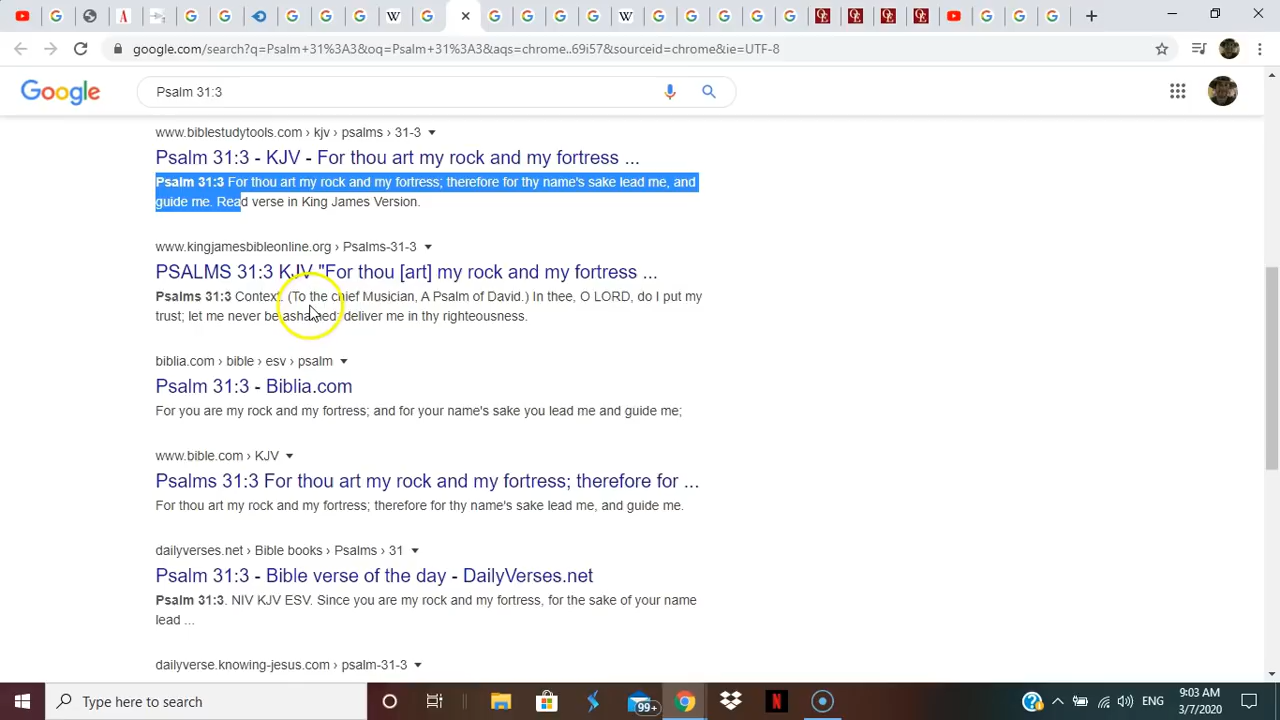 google.com/search?q=Psalm+31%3A3&oq=Psalm+31%3A3&aqs=chrome..69i57&sourceid=chrome&ie=UTF-8
Google
Psalm 31:3
www.biblestudytools.com › kjv › psalms › 31-3
Psalm 31:3 - KJV - For thou art my rock and my fortress ...
Psalm 31:3 For thou art my rock and my fortress; therefore for thy name's sake lead me, and
guide me. Read verse in King James Version.
www.kingjamesbibleonline.org › Psalms-31-3
PSALMS 31:3 KJV "For thou [art] my rock and my fortress ...
Psalms 31:3 Context. (To the chief Musician, A Psalm of David.) In thee, O LORD, do I put my
trust; let me never be ashamed: deliver me in thy righteousness.
biblia.com › bible › esv › psalm
Psalm 31:3 - Biblia.com
For you are my rock and my fortress; and for your name's sake you lead me and guide me;
www.bible.com › KJV
Psalms 31:3 For thou art my rock and my fortress; therefore for ...
For thou art my rock and my fortress; therefore for thy name's sake lead me, and guide me.
dailyverses.net › Bible books › Psalms › 31
Psalm 31:3 - Bible verse of the day - DailyVerses.net
Psalm 31:3. NIV KJV ESV. Since you are my rock and my fortress, for the sake of your name
lead ...
dailyverse.knowing-jesus.com › psalm-31-3
Type here to search
99+
ENG
9:03 AM
3/7/2020